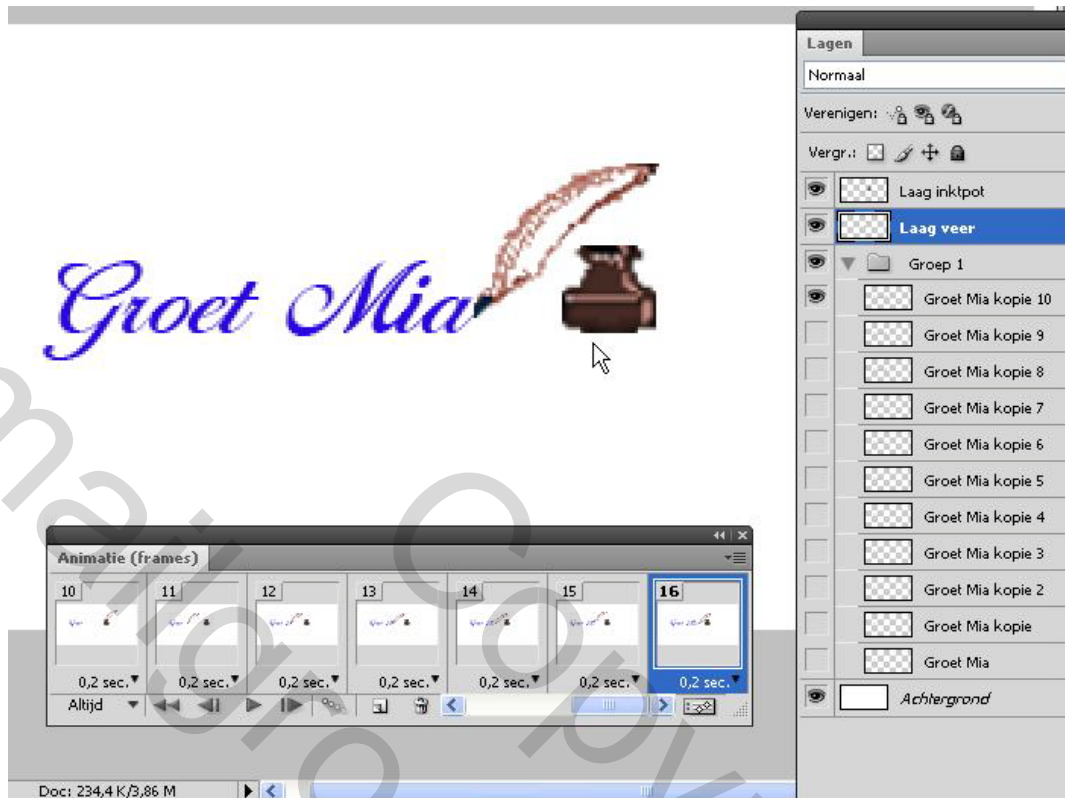 Lagen
Normaal
Verenigen:
Vergr.:
Laag inktpot
Laag veer
Groep 1
Groet Mia kopie 10
Groet Mia kopie 9
Groet Mia kopie 8
Groet Mia kopie 7
Groet Mia kopie 6
Groet Mia kopie 5
Groet Mia kopie 4
Groet Mia kopie 3
Groet Mia kopie 2
Groet Mia kopie
Groet Mia
Achtergrond
Groet Mia
Animatie (frames)
10 11 12 13 14 15 16
0,2 sec. 0,2 sec. 0,2 sec. 0,2 sec. 0,2 sec. 0,2 sec. 0,2 sec.
Altijd
Doc: 234,4 K/3,86 M